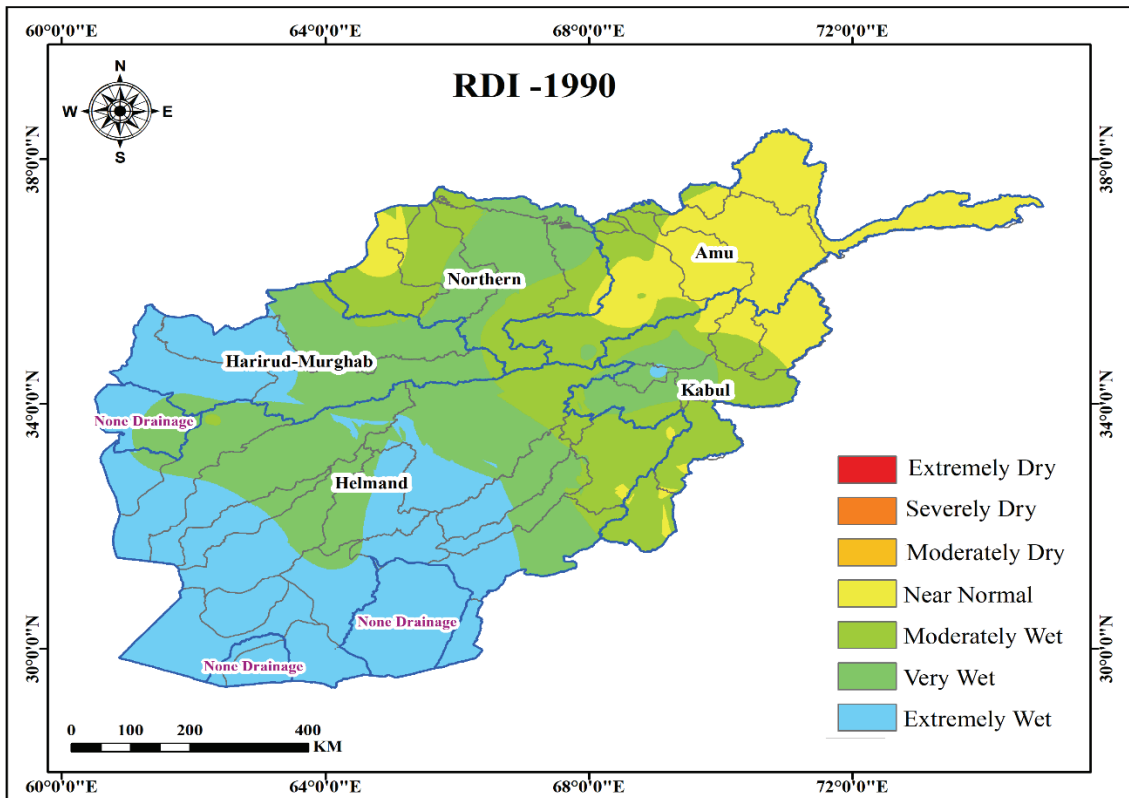 60°0'0"E 64°0'0"E 68°0'0"E 72°0'0"E
RDI -1990
N
W E
S
38°0'0"N 38°0'0"N
Amu
Northern
Harirud-Murghab
Kabul
34°0'0"N 34°0'0"N
None Drainage
Helmand
Extremely Dry
Severely Dry
Moderately Dry
Near Normal
None Drainage
Moderately Wet
30°0'0"N 30°0'0"N
None Drainage
Very Wet
Extremely Wet
0 100 200 400
KM
60°0'0"E 64°0'0"E 68°0'0"E 72°0'0"E